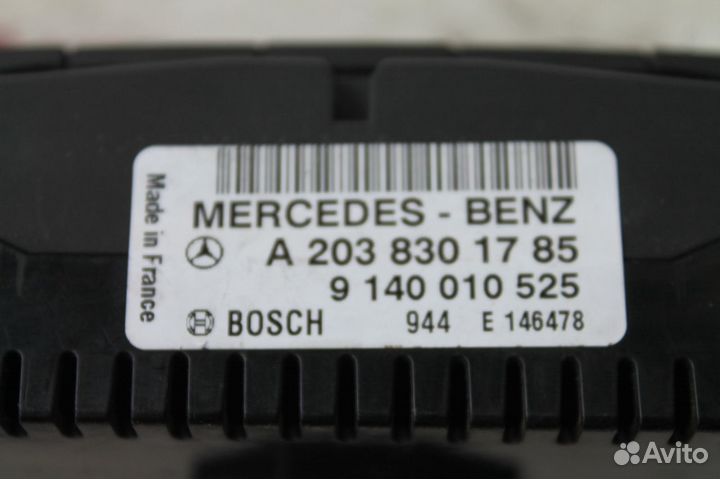 Made in France
MERCEDES - BENZ
A 203 830 17 85
9 140 010 525
BOSCH 944 E 146478
Avito